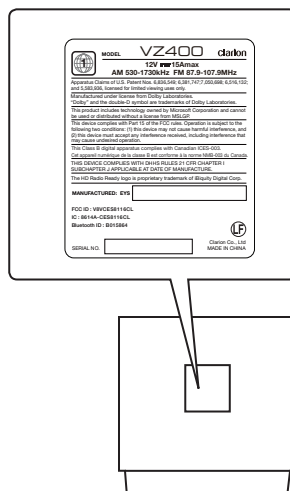 MODEL VZ400 clarion
12V 15Amax
AM 530-1730kHz FM 87.9-107.9MHz
Apparatus Claims of U.S. Patent Nos. 6,836,549; 6,381,747;7,050,698; 6,516,132;
and 5,583,936, licensed for limited viewing uses only.
Manufactured under license from Dolby Laboratories.
"Dolby" and the double-D symbol are trademarks of Dolby Laboratories.
This product includes technology owned by Microsoft Corporation and cannot
be used or distributed without a license from MSLGP.
This device complies with Part 15 of the FCC rules. Operation is subject to the
following two conditions: (1) this device may not cause harmful interference, and
(2) this device must accept any interference received, including interference that
may cause undesired operation.
This Class B digital apparatus complies with Canadian ICES-003.
Cet appareil numérique de la classe B est conforme à la norme NMB-003 du Canada.
THIS DEVICE COMPLIES WITH DHHS RULES 21 CFR CHAPTER I
SUBCHAPTER J APPLICABLE AT DATE OF MANUFACTURE.
The HD Radio Ready logo is proprietary trademark of iBiquity Digital Corp.
MANUFACTURED: EYS
FCC ID : V8VCES8116CL
IC : 8614A-CES8116CL
Bluetooth ID : B015864
LF
SERIAL NO.
Clarion Co., Ltd
MADE IN CHINA